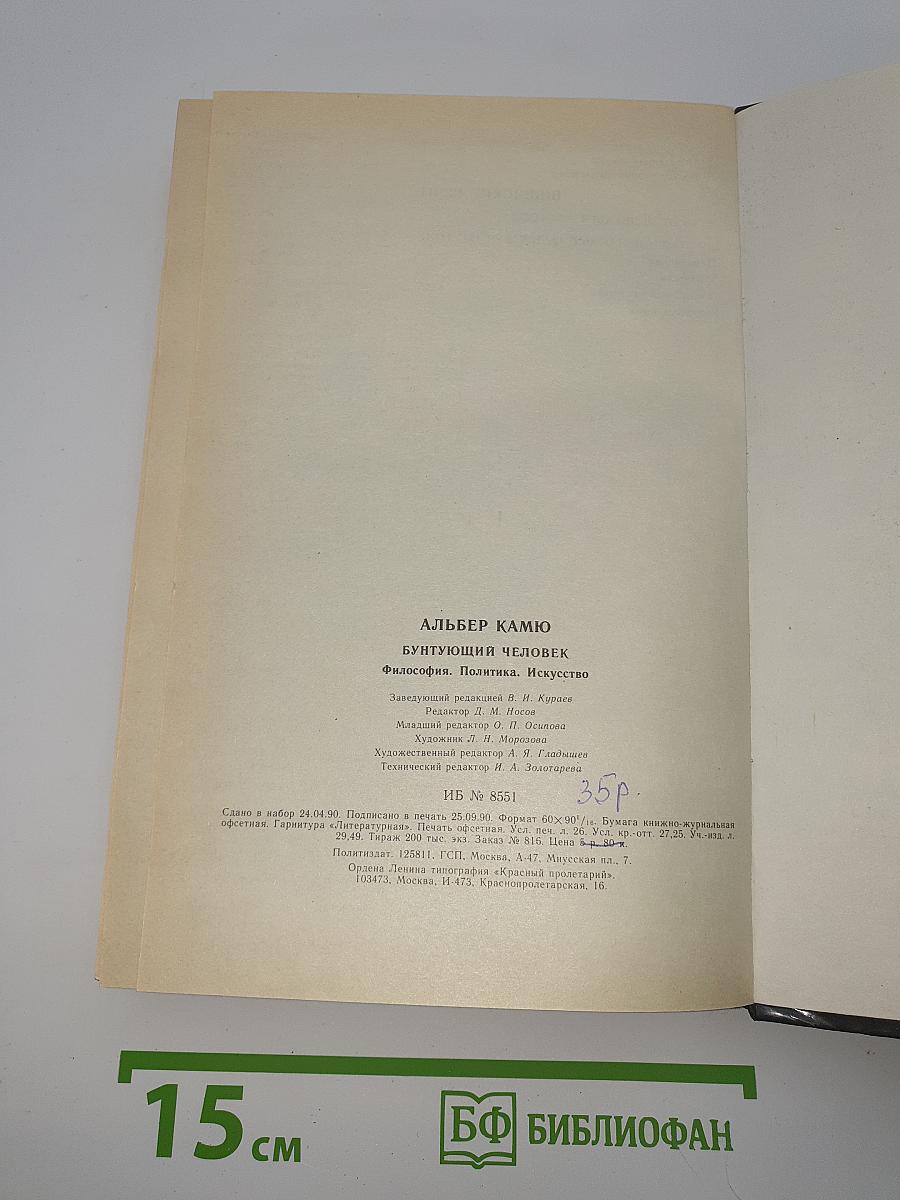 АЛЬБЕР КАМЮ
БУНТУЮЩИЙ ЧЕЛОВЕК
Философия. Политика. Искусство
Заведующий редакцией В. И. Кураев
Редактор Д. М. Носов
Младший редактор О. П. Осипова
Художник Л. Н. Морозова
Художественный редактор А. Я. Гладышев
Технический редактор И. А. Золотарева
ИБ № 8551
35р.
Сдано в набор 24.04.90. Подписано в печать 25.09.90. Формат 60×90¹/₁₆. Бумага книжно-журнальная
офсетная. Гарнитура «Литературная». Печать офсетная. Усл. печ. л. 26. Усл. кр.-отт. 27,25. Уч.-изд. л.
29,49. Тираж 200 тыс. экз. Заказ № 816. Цена 5 р. 80 к.
Политиздат. 125811, ГСП, Москва, А-47, Миусская пл., 7.
Ордена Ленина типография «Красный пролетарий».
103473, Москва, И-473, Краснопролетарская, 16.
15 см
БФ БИБЛИОФАН